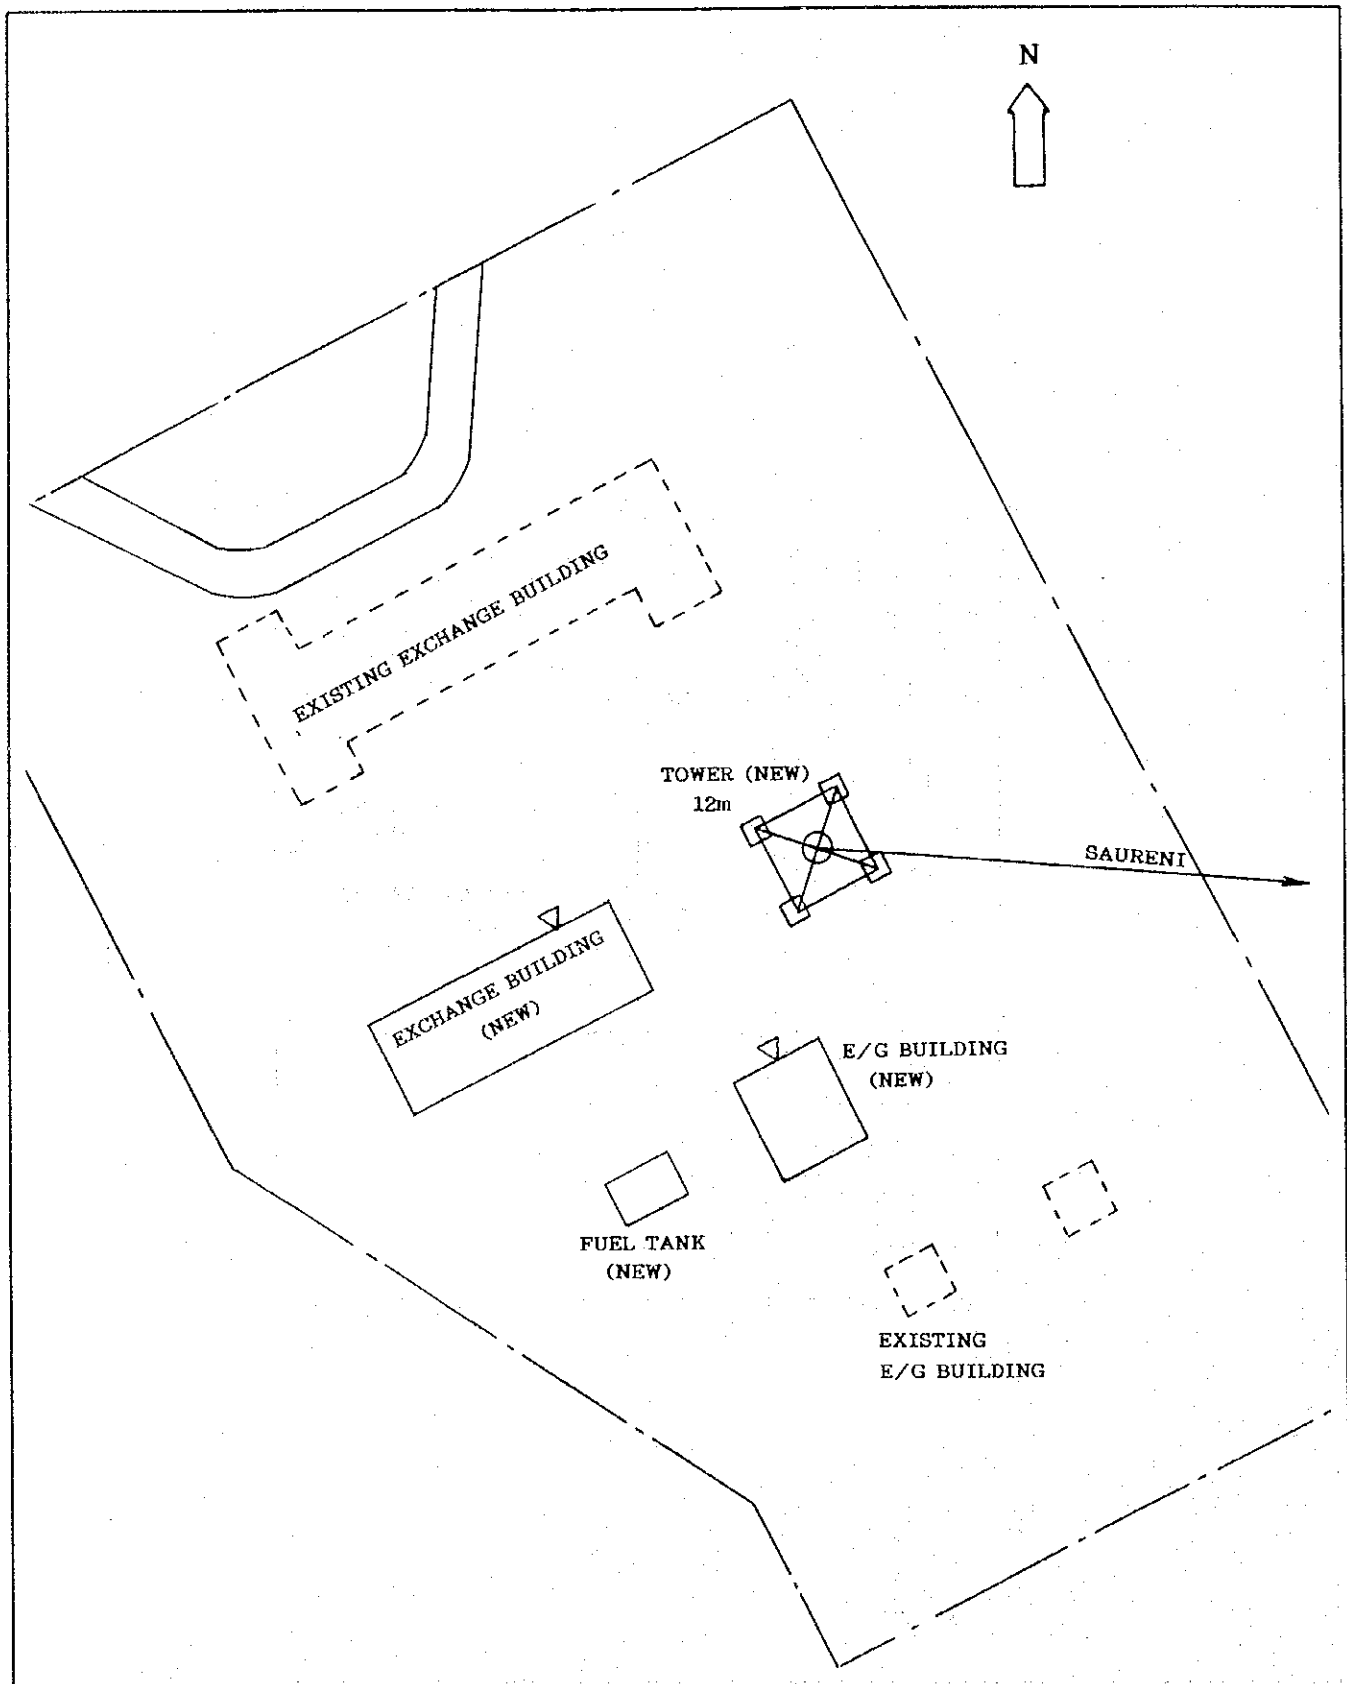 N
EXISTING EXCHANGE BUILDING
TOWER (NEW)
12m
SAURENI
EXCHANGE BUILDING
(NEW)
E/G BUILDING
(NEW)
FUEL TANK
(NEW)
EXISTING
E/G BUILDING